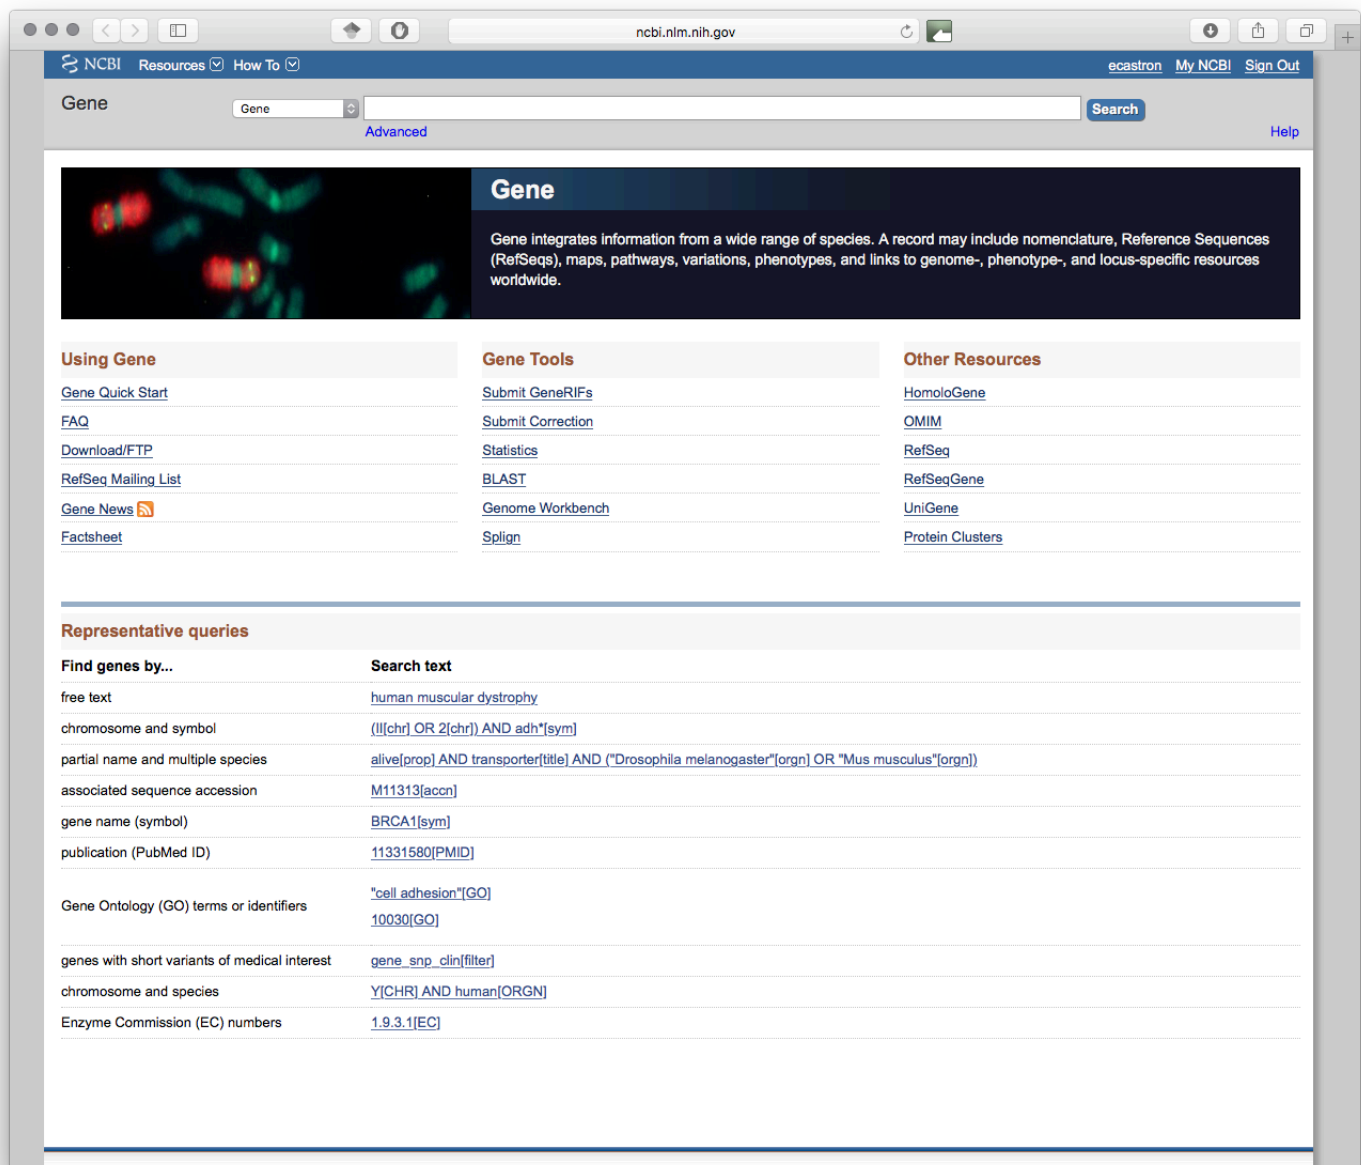 ncbi.nlm.nih.gov
NCBI Resources How To ecastron My NCBI Sign Out
Gene Gene Search
Advanced Help
Gene
Gene integrates information from a wide range of species. A record may include nomenclature, Reference Sequences
(RefSeqs), maps, pathways, variations, phenotypes, and links to genome-, phenotype-, and locus-specific resources
worldwide.
Using Gene
Gene Quick Start
FAQ
Download/FTP
RefSeq Mailing List
Gene News
Factsheet
Gene Tools
Submit GeneRIFs
Submit Correction
Statistics
BLAST
Genome Workbench
Splign
Other Resources
HomoloGene
OMIM
RefSeq
RefSeqGene
UniGene
Protein Clusters
Representative queries
Find genes by... Search text
free text human muscular dystrophy
chromosome and symbol (II[chr] OR 2[chr]) AND adh*[sym]
partial name and multiple species alive[prop] AND transporter[title] AND ("Drosophila melanogaster"[orgn] OR "Mus musculus"[orgn])
associated sequence accession M11313[accn]
gene name (symbol) BRCA1[sym]
publication (PubMed ID) 11331580[PMID]
Gene Ontology (GO) terms or identifiers "cell adhesion"[GO]
10030[GO]
genes with short variants of medical interest gene_snp_clin[filter]
chromosome and species Y[CHR] AND human[ORGN]
Enzyme Commission (EC) numbers 1.9.3.1[EC]